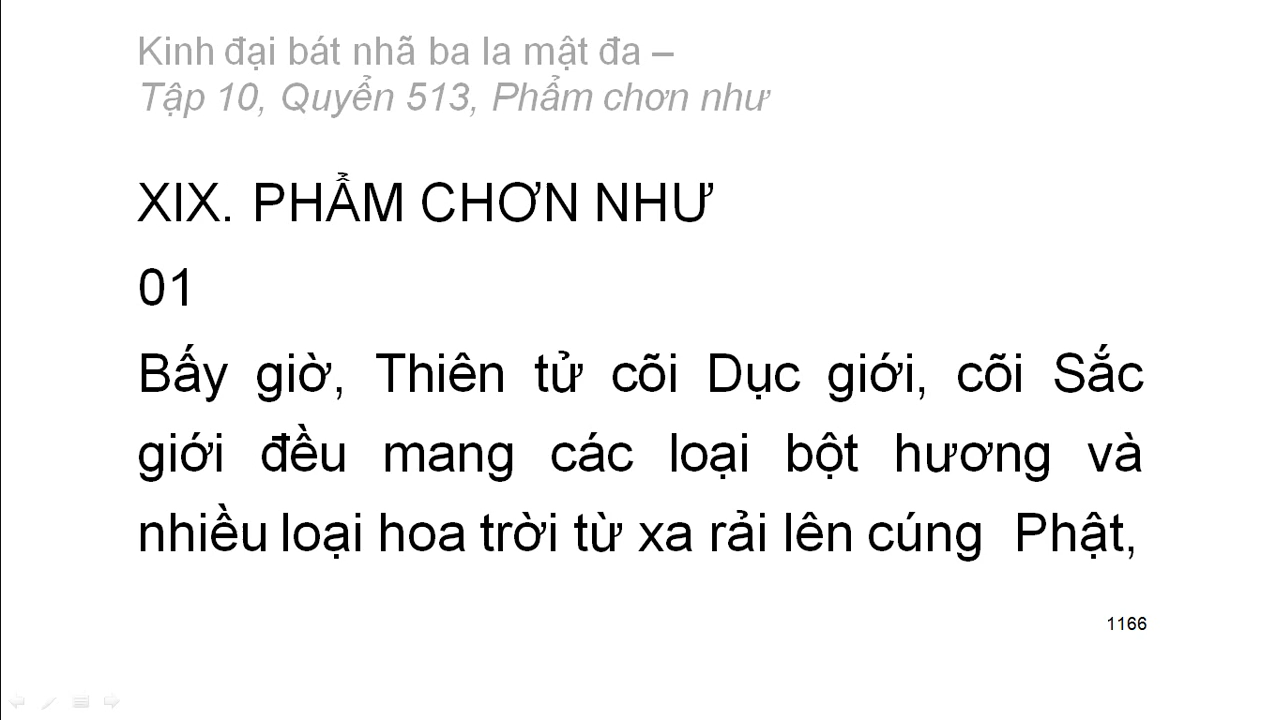 Kinh đại bát nhã ba la mật đa –
Tập 10, Quyển 513, Phẩm chơn như
XIX. PHẨM CHƠN NHƯ
01
Bấy giờ, Thiên tử cõi Dục giới, cõi Sắc
giới đều mang các loại bột hương và
nhiều loại hoa trời từ xa rải lên cúng Phật,
1166